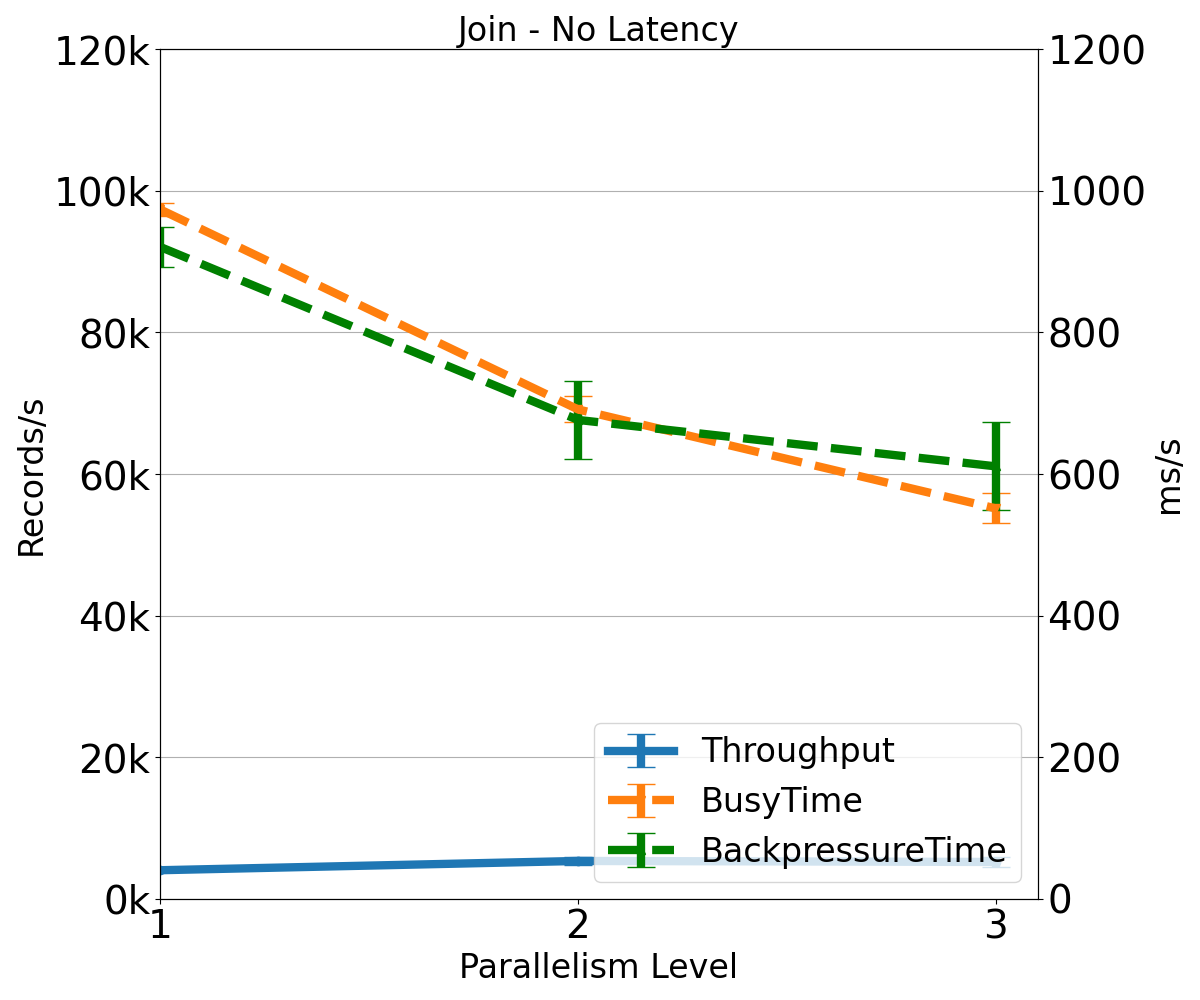 Join - No Latency
120k
100k
80k
60k
40k
20k
0k
Records/s
1200
1000
800
600
400
200
0
ms/s
Throughput
BusyTime
BackpressureTime
1 2 3
Parallelism Level